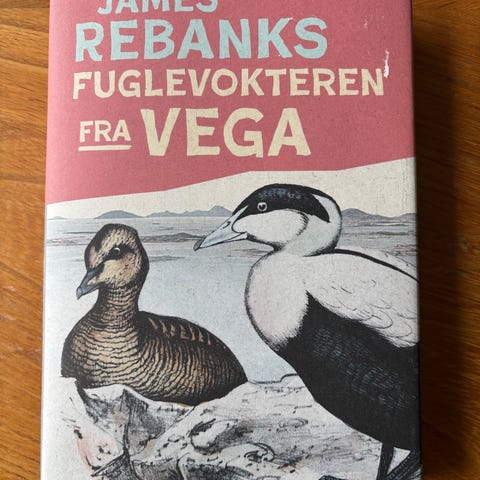 JAMES
REBANKS
FUGLEVOKTEREN
FRA VEGA